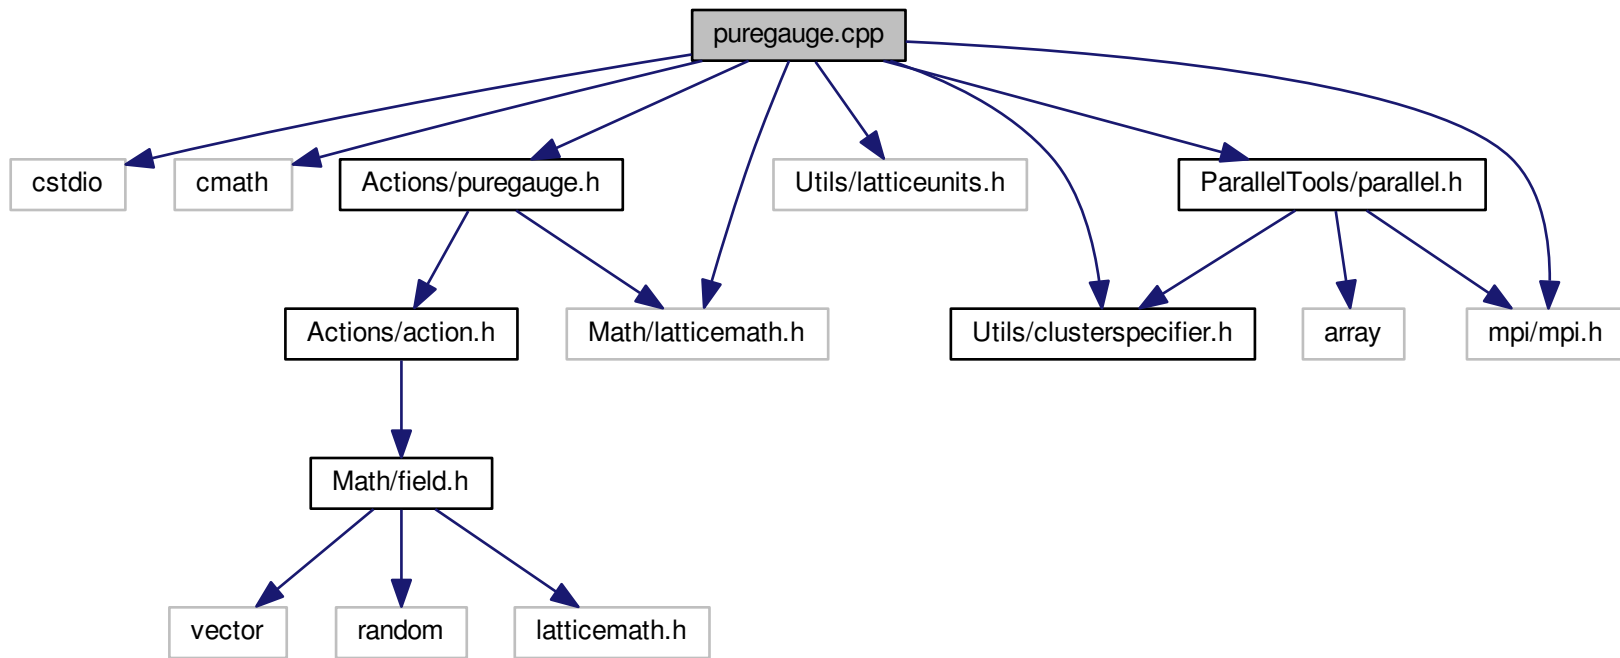 puregauge.cpp
cstdio
cmath
Actions/puregauge.h
Utils/latticeunits.h
ParallelTools/parallel.h
Actions/action.h
Math/latticemath.h
Utils/clusterspecifier.h
array
mpi/mpi.h
Math/field.h
vector
random
latticemath.h